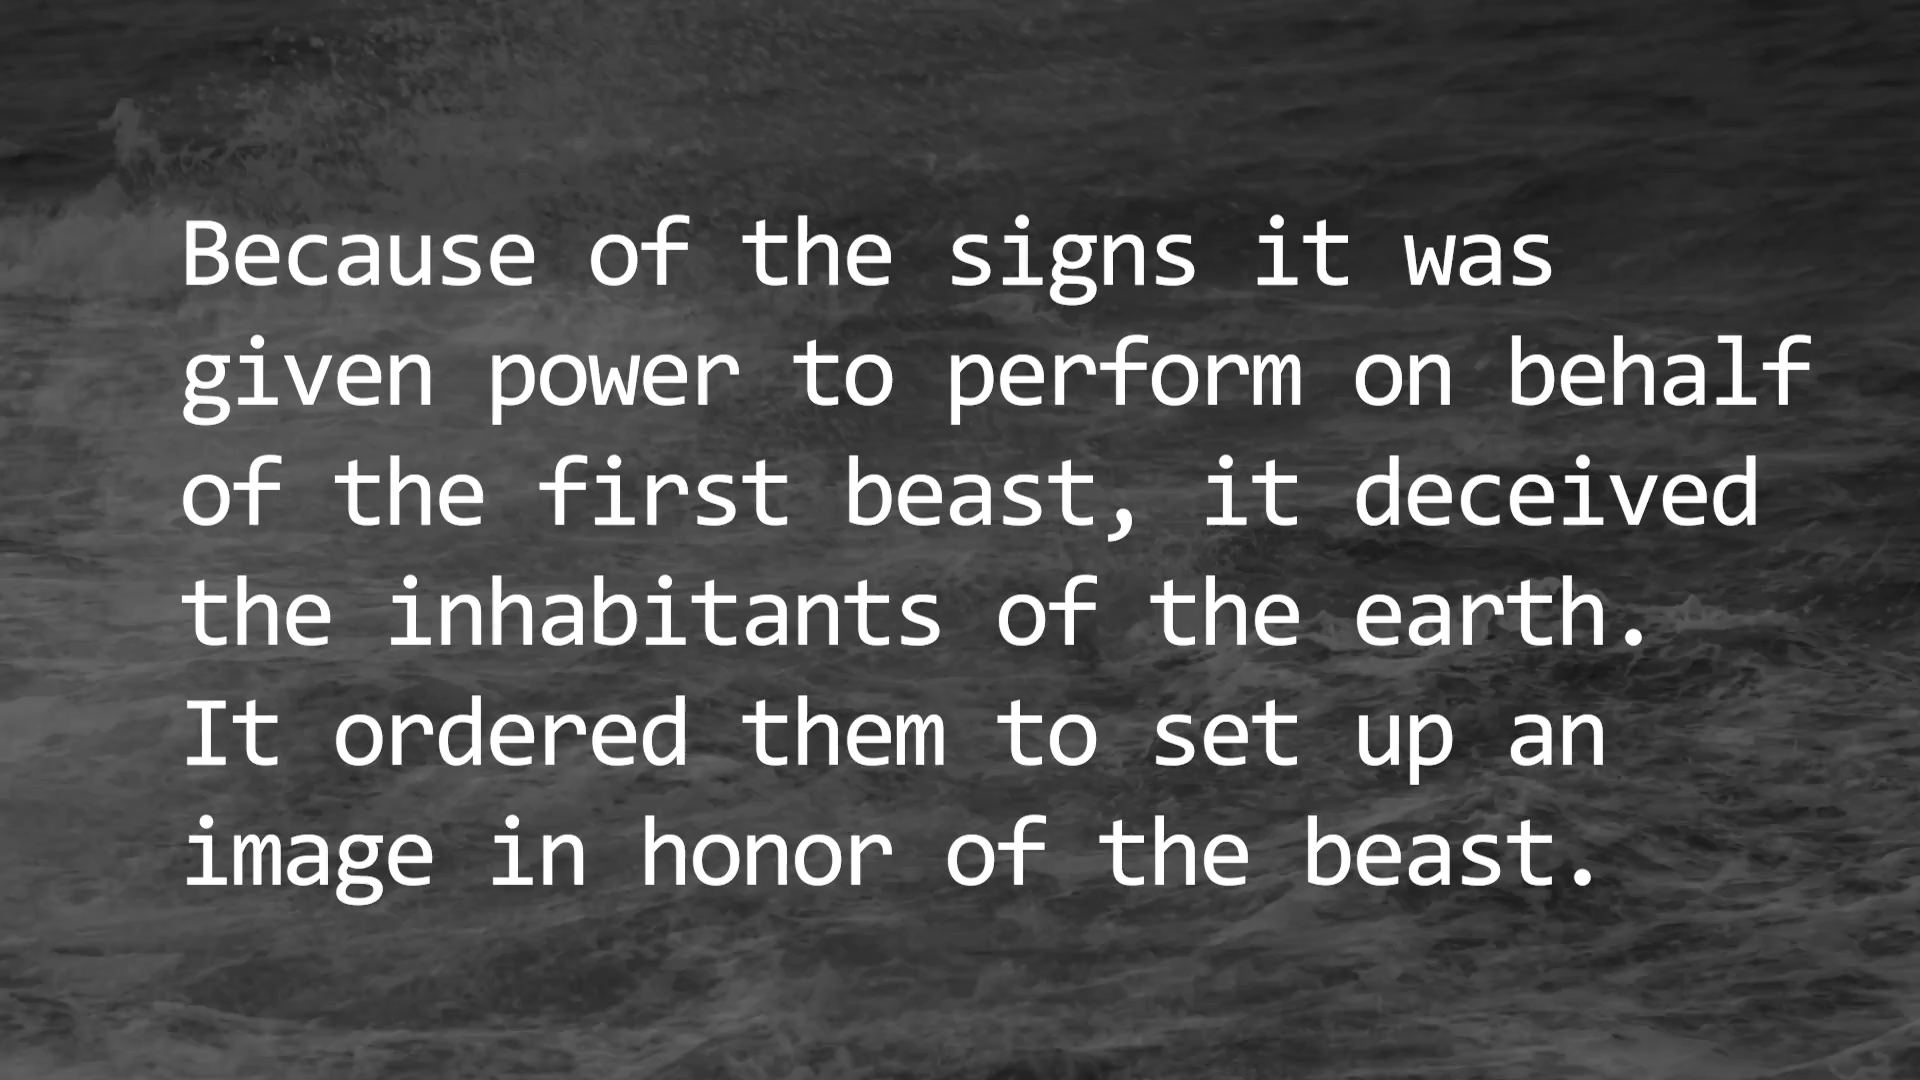 Because of the signs it was
given power to perform on behalf
of the first beast, it deceived
the inhabitants of the earth.
It ordered them to set up an
image in honor of the beast.